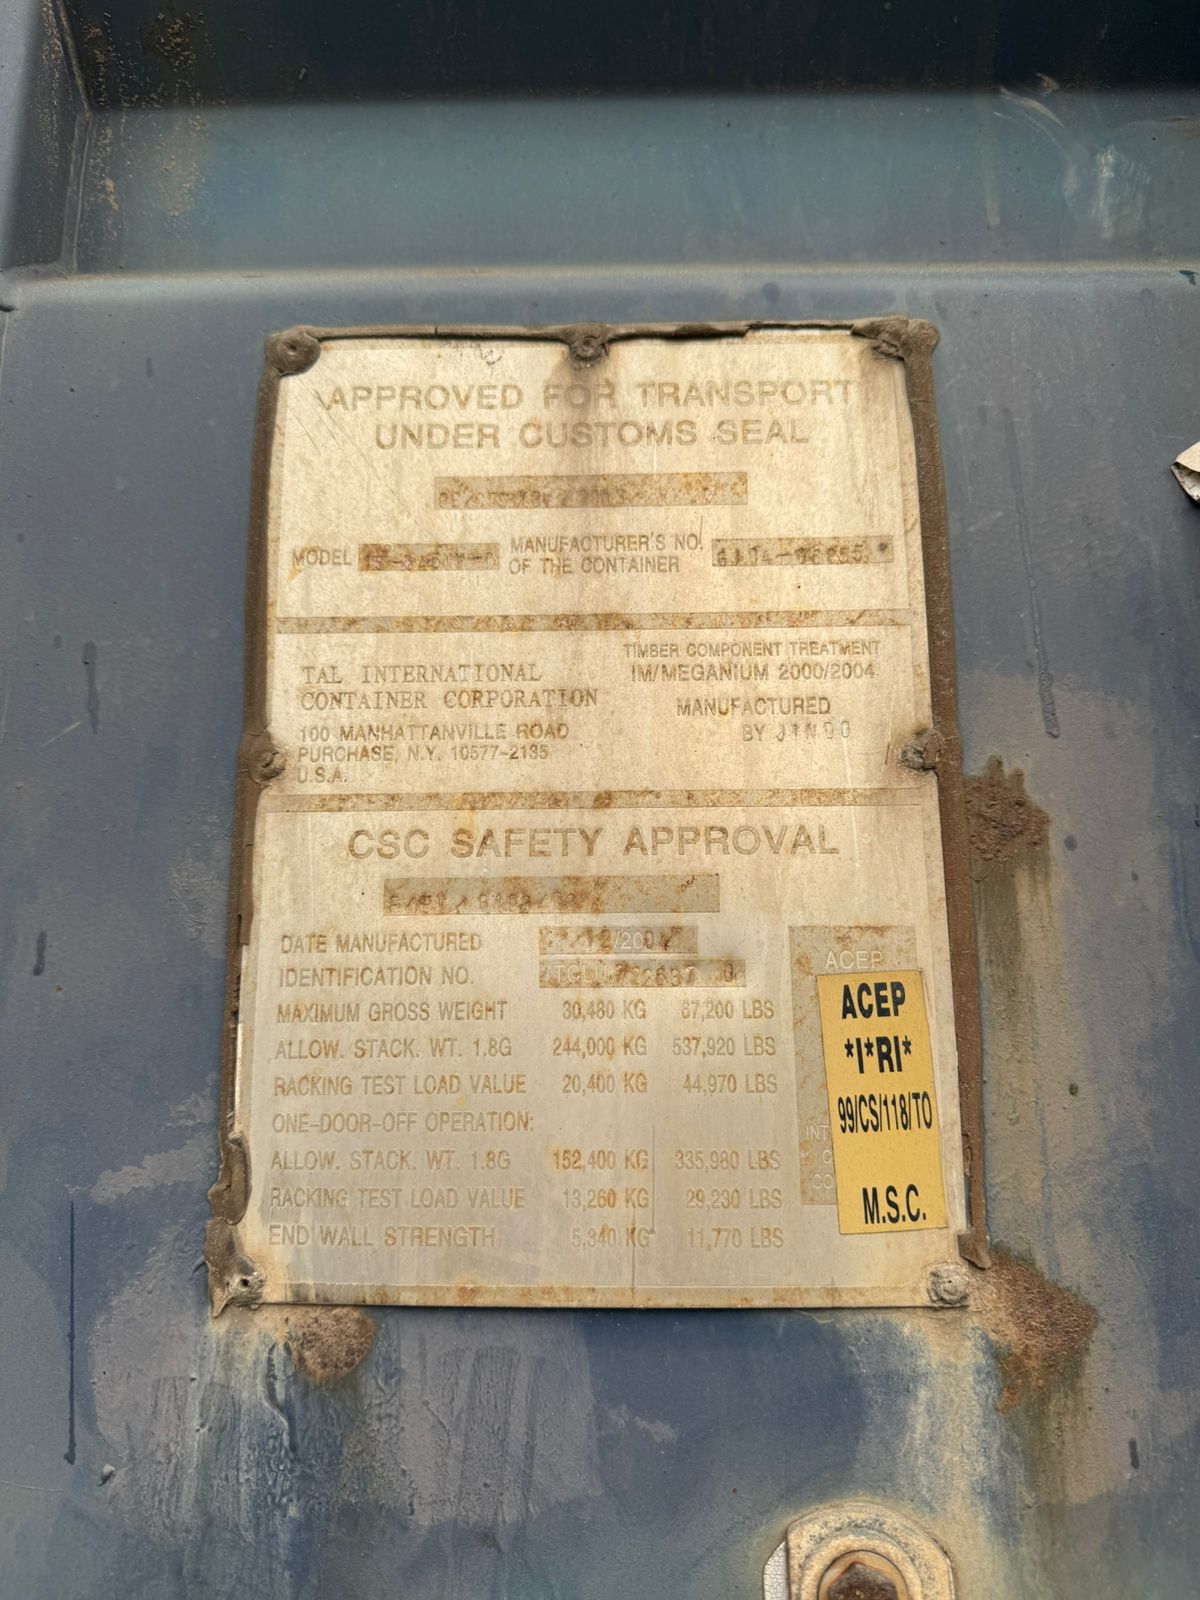 APPROVED FOR TRANSPORT
UNDER CUSTOMS SEAL
MODEL
MANUFACTURER'S NO.
OF THE CONTAINER
TAL INTERNATIONAL
CONTAINER CORPORATION
100 MANHATTANVILLE ROAD
PURCHASE, N.Y. 10577-2135
U.S.A.
TIMBER COMPONENT TREATMENT
IM/MEGANIUM 2000/2004
MANUFACTURED
BY JINDO
CSC SAFETY APPROVAL
DATE MANUFACTURED
IDENTIFICATION NO.
MAXIMUM GROSS WEIGHT 30,480 KG 67,200 LBS
ALLOW. STACK. WT. 1.8G 244,000 KG 537,920 LBS
RACKING TEST LOAD VALUE 20,400 KG 44,970 LBS
ONE-DOOR-OFF OPERATION:
ALLOW. STACK. WT. 1.8G 152,400 KG 335,980 LBS
RACKING TEST LOAD VALUE 13,260 KG 29,230 LBS
END WALL STRENGTH 5,340 KG 11,770 LBS
ACEP
ACEP
*I*RI*
99/CS/118/TO
M.S.C.